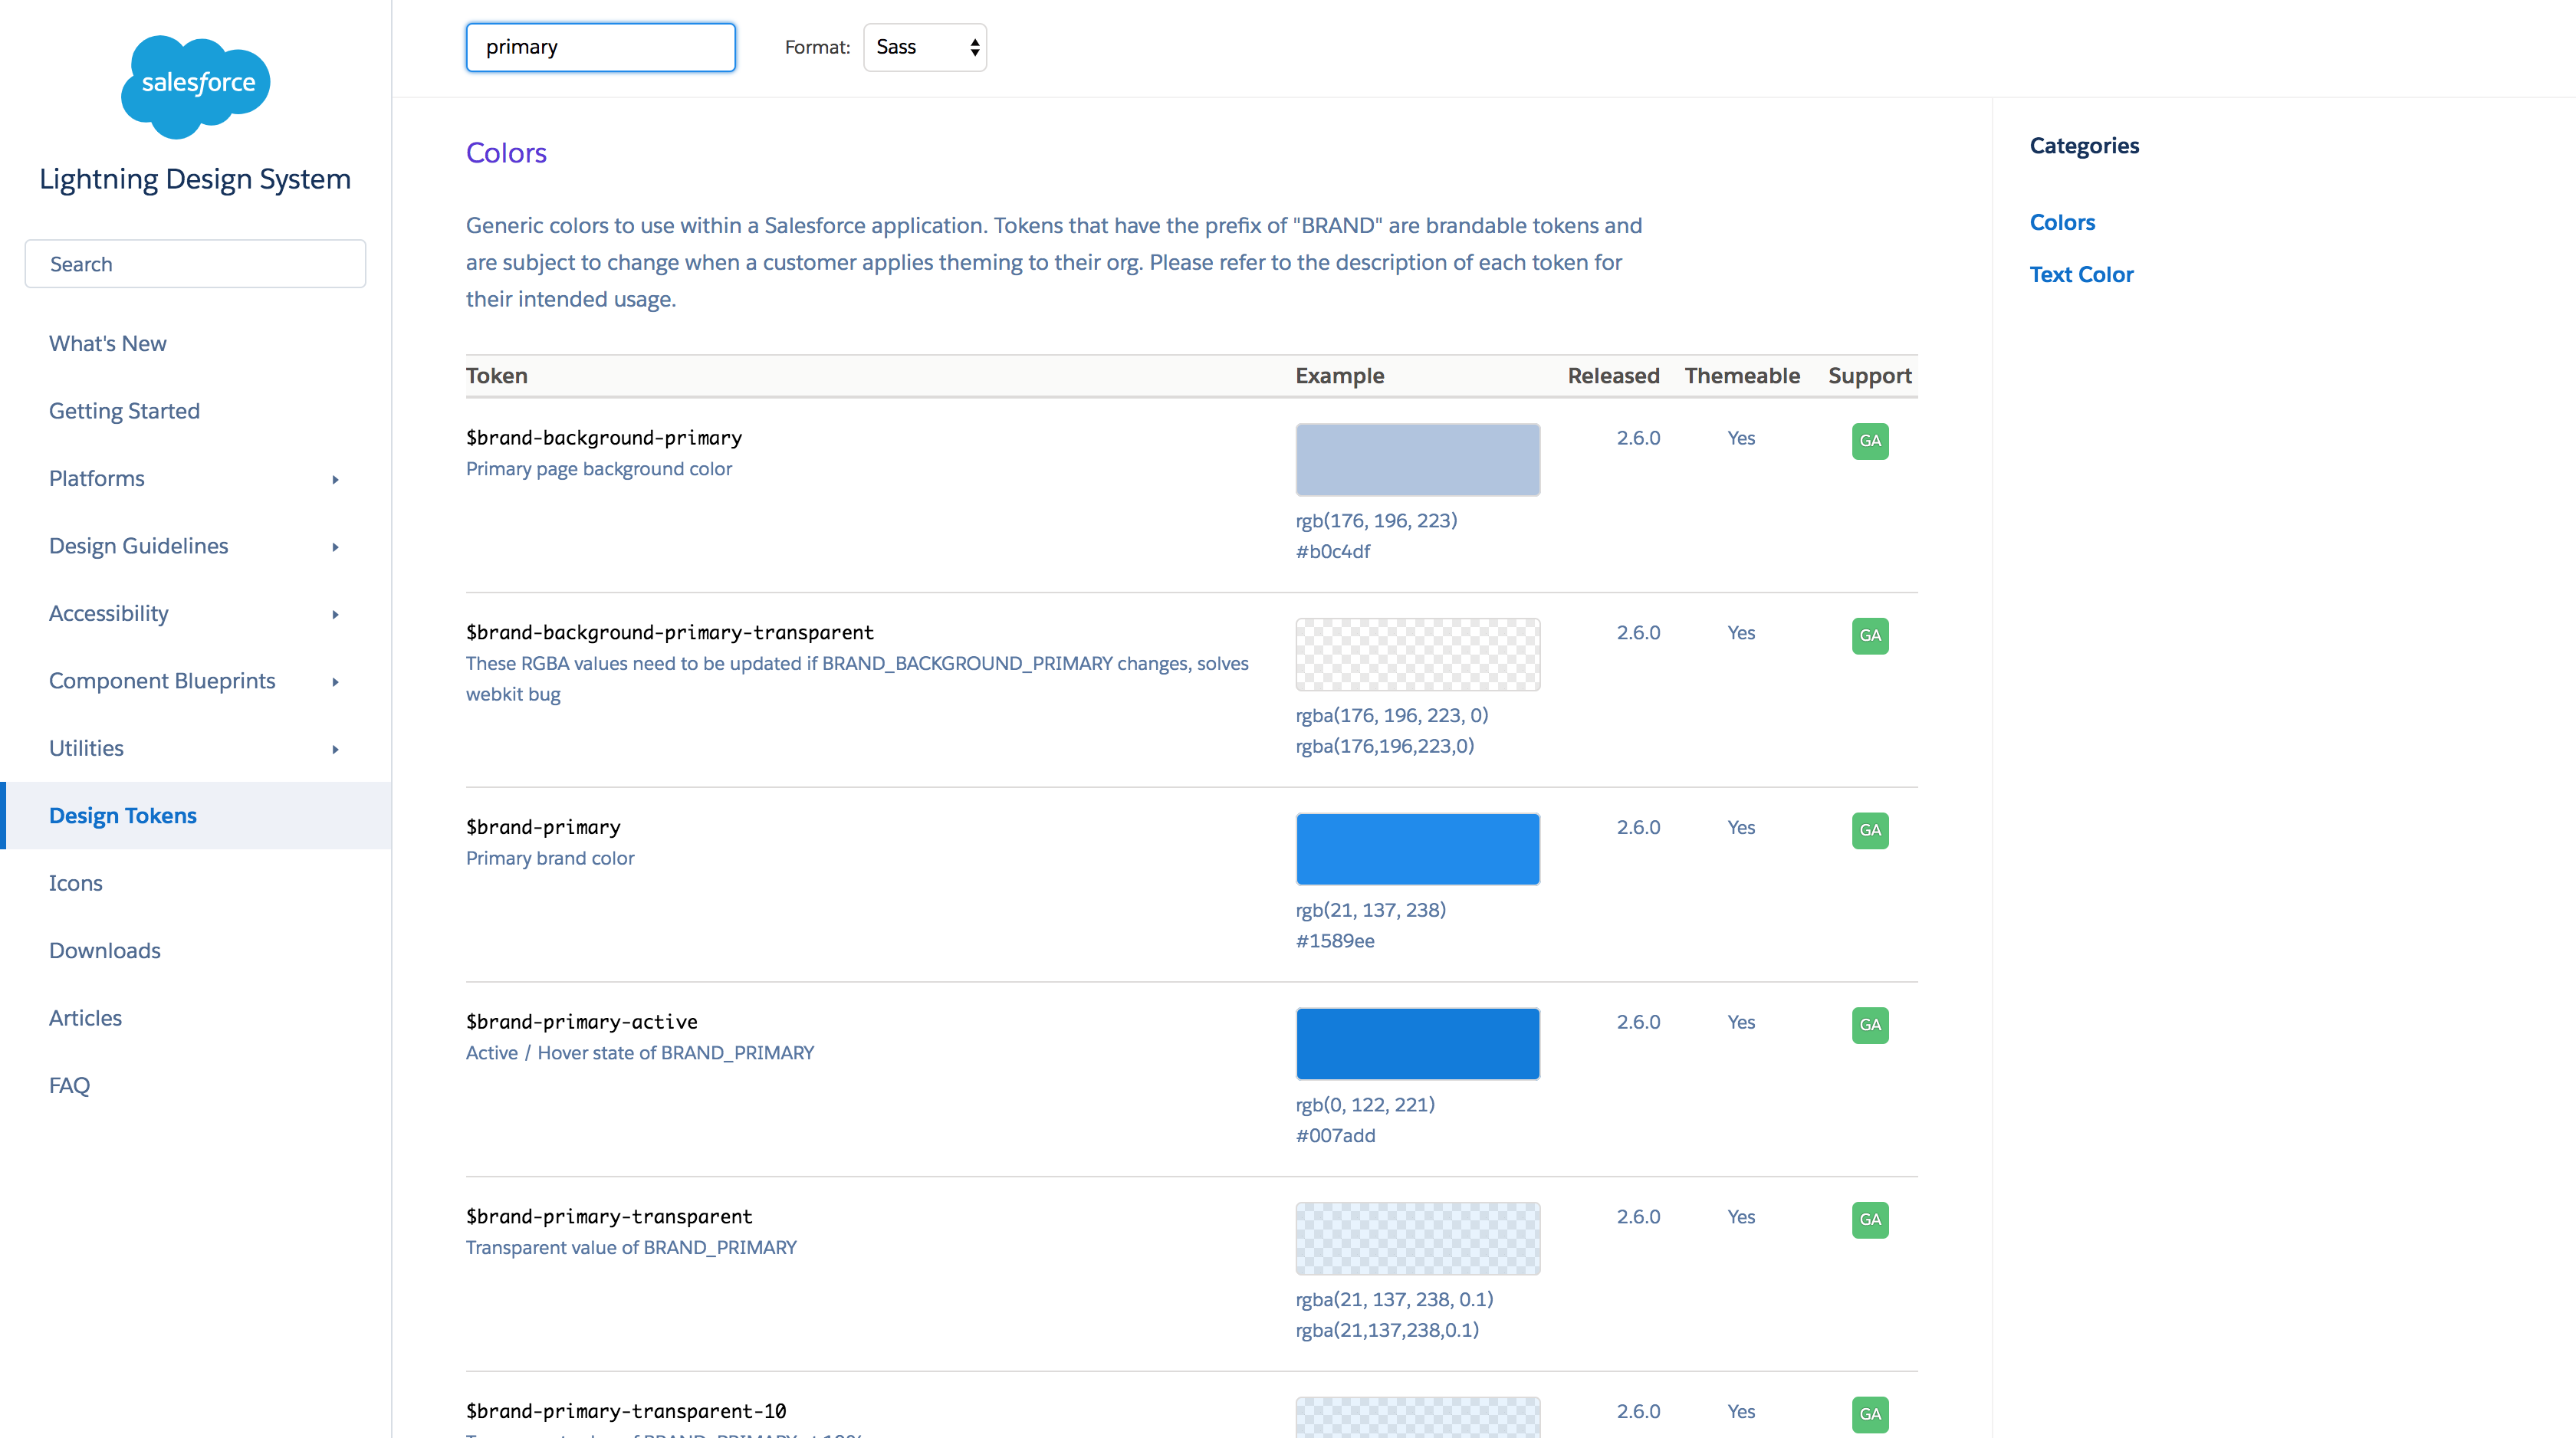 salesforce
Lightning Design System
Search
What's New
Getting Started
Platforms
Design Guidelines
Accessibility
Component Blueprints
Utilities
Design Tokens
Icons
Downloads
Articles
FAQ
primary
Format: Sass
Colors
Generic colors to use within a Salesforce application. Tokens that have the prefix of "BRAND" are brandable tokens and
are subject to change when a customer applies theming to their org. Please refer to the description of each token for
their intended usage.
Token Example Released Themeable Support
$brand-background-primary 2.6.0 Yes GA
Primary page background color
rgb(176, 196, 223)
#b0c4df
$brand-background-primary-transparent 2.6.0 Yes GA
These RGBA values need to be updated if BRAND_BACKGROUND_PRIMARY changes, solves
webkit bug
rgba(176, 196, 223, 0)
rgba(176,196,223,0)
$brand-primary 2.6.0 Yes GA
Primary brand color
rgb(21, 137, 238)
#1589ee
$brand-primary-active 2.6.0 Yes GA
Active / Hover state of BRAND_PRIMARY
rgb(0, 122, 221)
#007add
$brand-primary-transparent 2.6.0 Yes GA
Transparent value of BRAND_PRIMARY
rgba(21, 137, 238, 0.1)
rgba(21,137,238,0.1)
$brand-primary-transparent-10 2.6.0 Yes GA
Categories
Colors
Text Color